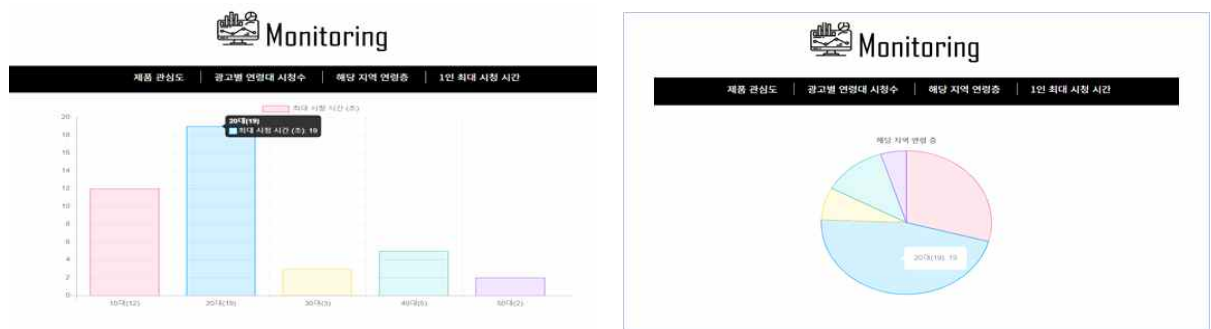 Monitoring
제품 관심도 광고별 연령대 시청수 해당 지역 연령층 1인 최대 시청 시간
최대 시청 시간 (초)
20대(19)
최대 시청 시간 (초): 19
20
18
16
14
12
10
8
6
4
2
0
10대(12) 20대(19) 30대(3) 40대(5) 50대(2)
Monitoring
제품 관심도 광고별 연령대 시청수 해당 지역 연령층 1인 최대 시청 시간
해당 지역 연령 층
20대(19): 19